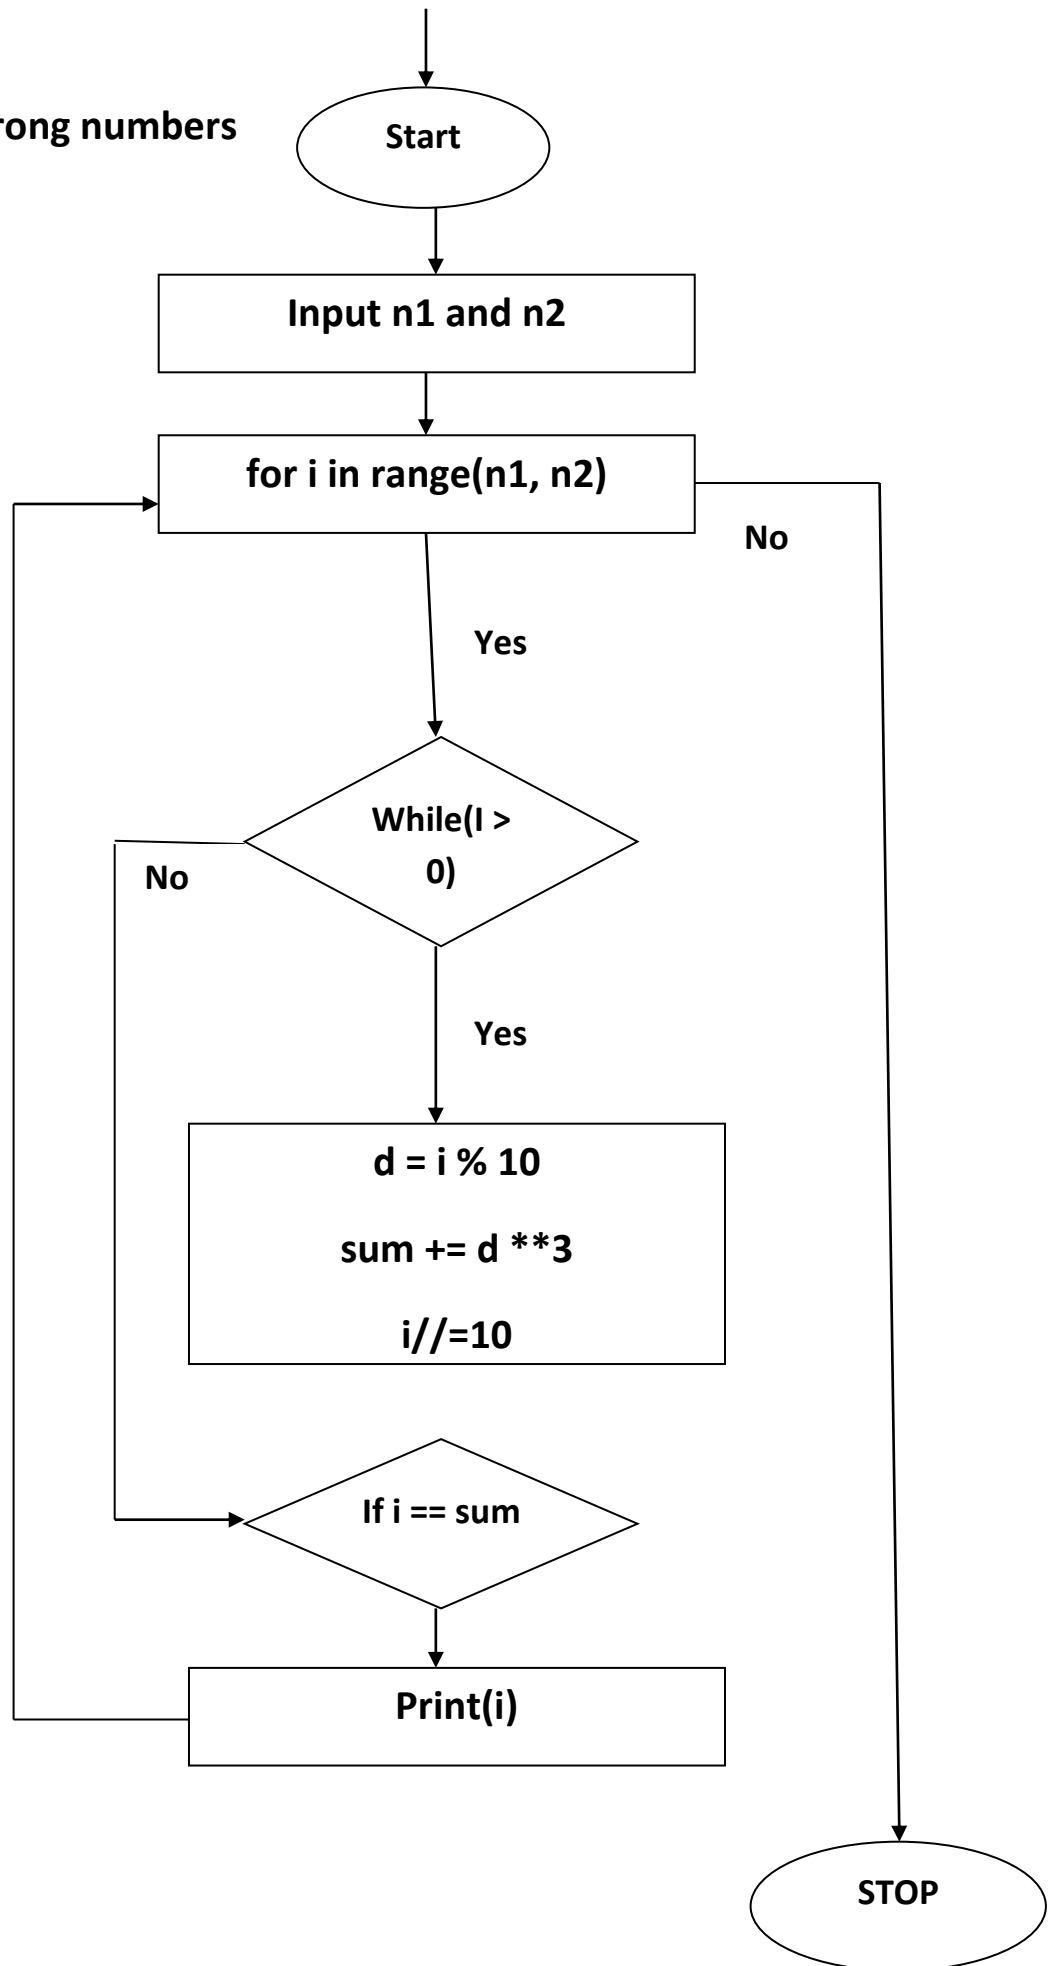 numbers
Start
Input n1 and n2
for i in range(n1, n2)
No
Yes
While(I >
0)
No
Yes
d = i % 10
sum += d **3
i//=10
If i == sum
Print(i)
STOP